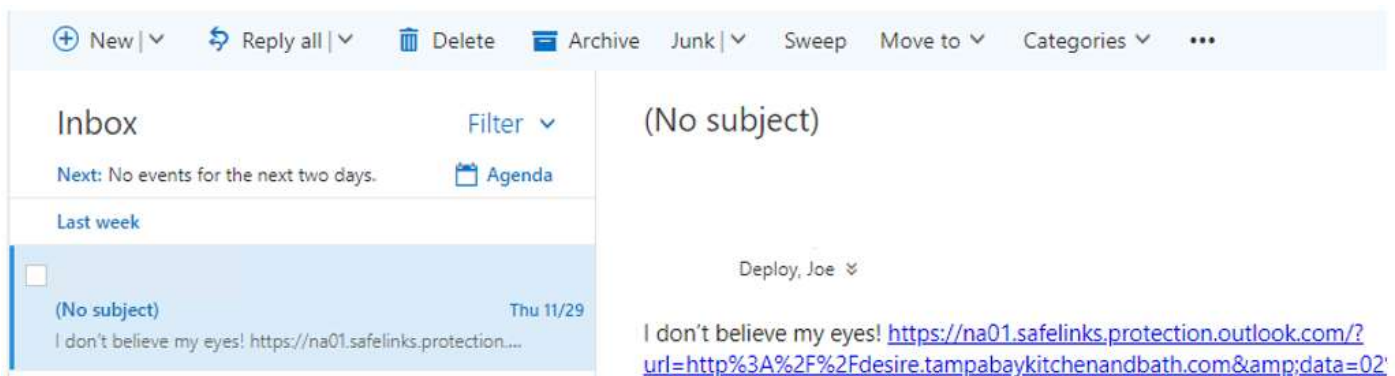 New | Reply all | Delete Archive Junk | Sweep Move to Categories •••
Inbox Filter
Next: No events for the next two days. Agenda
Last week
(No subject) Thu 11/29
I don't believe my eyes! https://na01.safelinks.protection....
(No subject)
Deploy, Joe
I don't believe my eyes! https://na01.safelinks.protection.outlook.com/?
url=http%3A%2F%2Fdesire.tampabaykitchenandbath.com&amp;data=02